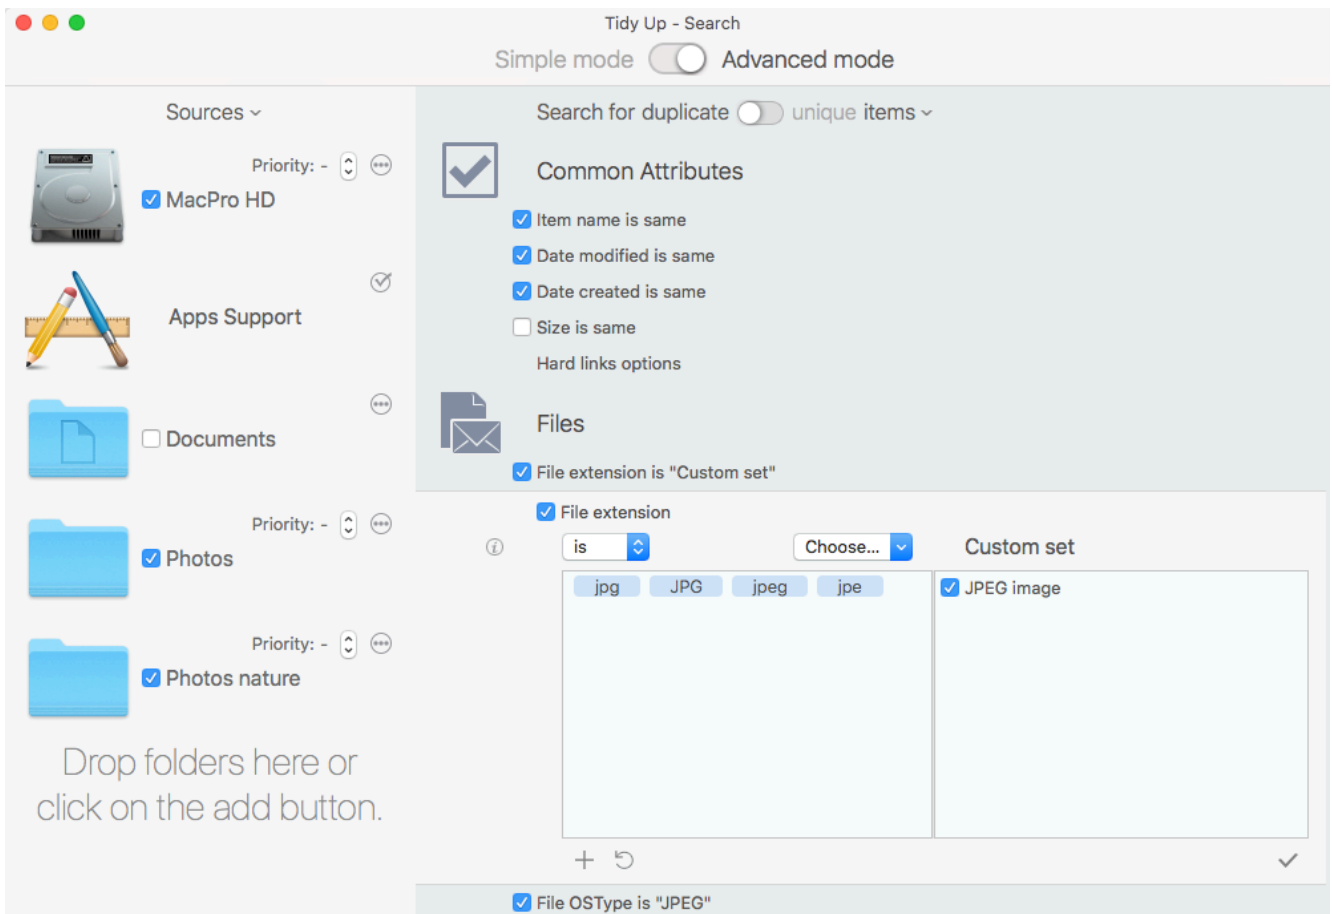 Tidy Up - Search
Simple mode Advanced mode
Sources
Priority: -
MacPro HD
Apps Support
Documents
Priority: -
Photos
Priority: -
Photos nature
Drop folders here or
click on the add button.
Search for duplicate unique items
Common Attributes
Item name is same
Date modified is same
Date created is same
Size is same
Hard links options
Files
File extension is "Custom set"
File extension
is Choose... Custom set
jpg JPG jpeg jpe JPEG image
File OSType is "JPEG"